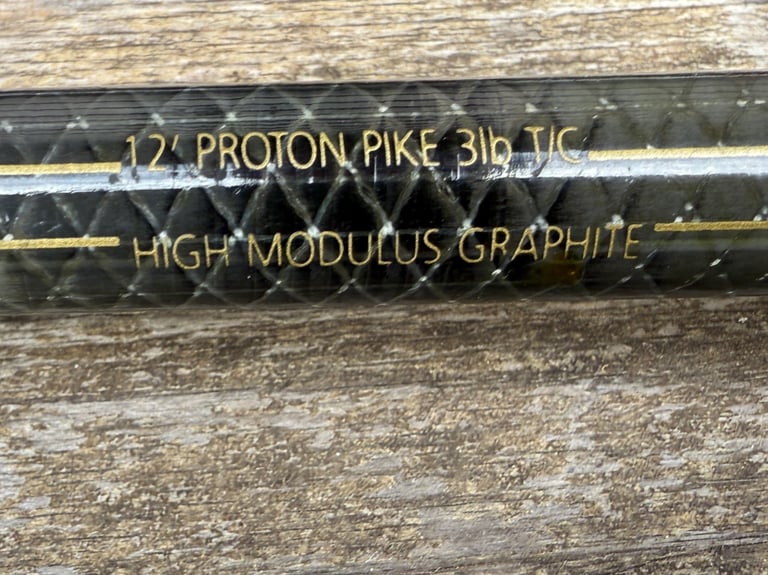 12' PROTON PIKE 3lb T/C
HIGH MODULUS GRAPHITE